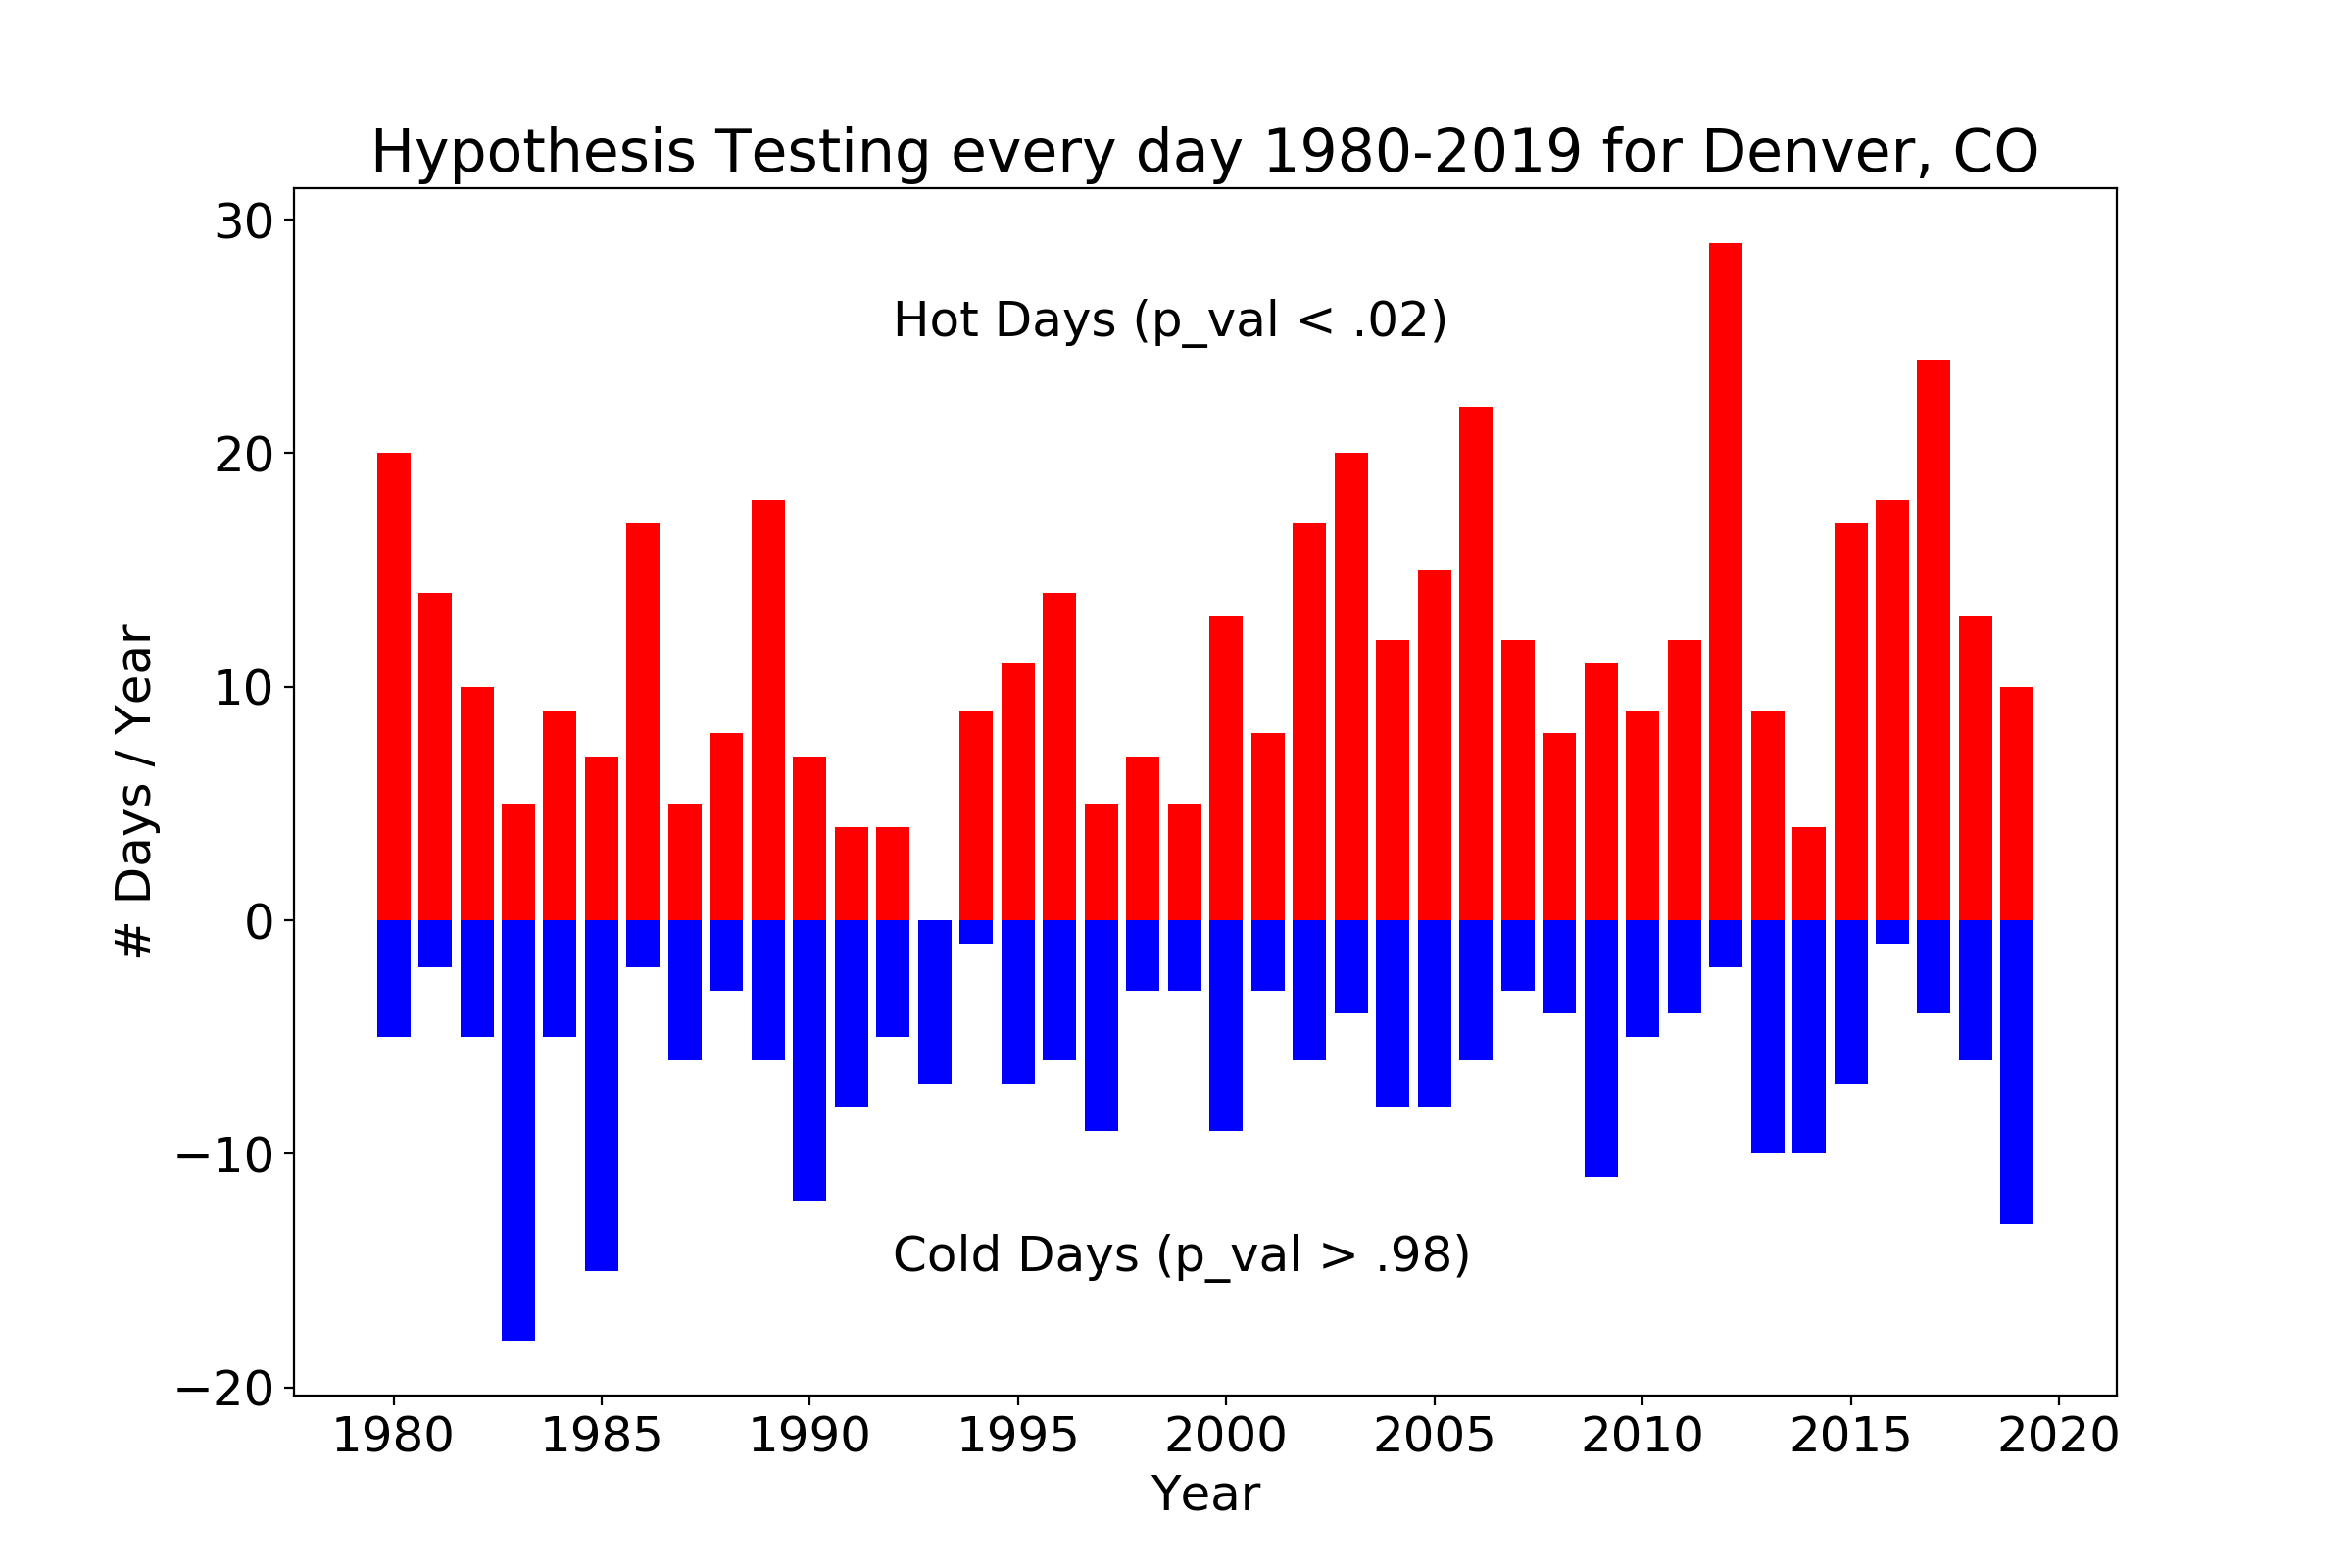 Hypothesis Testing every day 1980-2019 for Denver, CO
30
Hot Days (p_val < .02)
20
10
# Days / Year
0
−10
Cold Days (p_val > .98)
−20
1980 1985 1990 1995 2000 2005 2010 2015 2020
Year